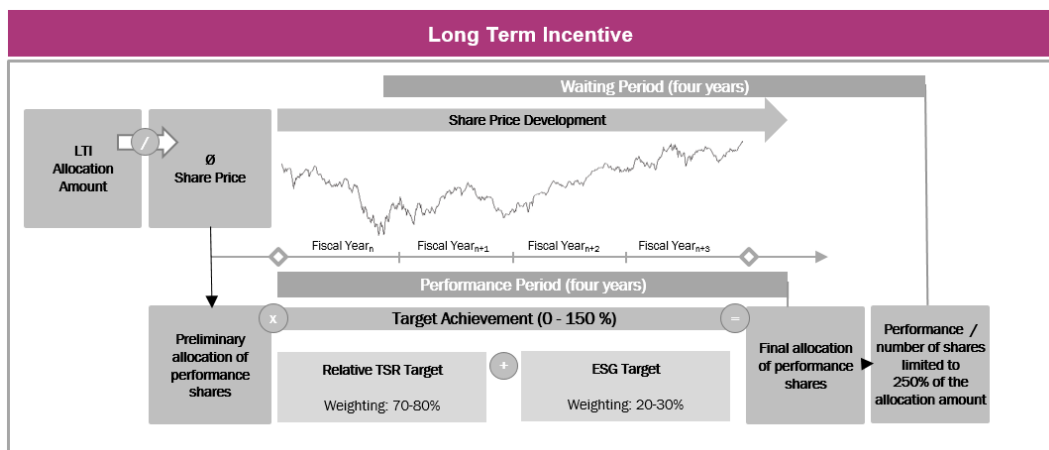 Long Term Incentive
Waiting Period (four years)
Share Price Development
LTI
Allocation
Amount
/
Ø
Share Price
Fiscal Yearn
Fiscal Yearn+1
Fiscal Yearn+2
Fiscal Yearn+3
Performance Period (four years)
x
Target Achievement (0 - 150 %)
=
Preliminary
allocation of
performance
shares
Relative TSR Target
Weighting: 70-80%
+
ESG Target
Weighting: 20-30%
Final allocation
of performance
shares
Performance /
number of shares
limited to
250% of the
allocation amount